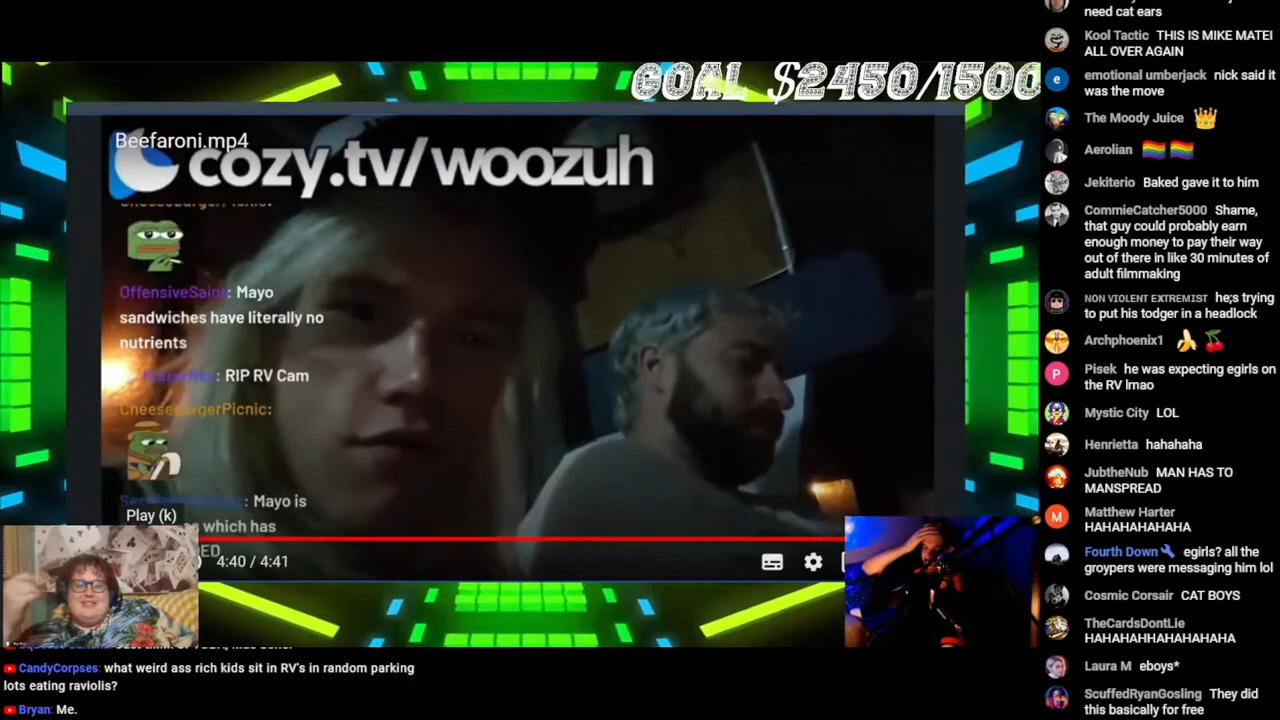 GOAL $2450/1500
Beefaroni.mp4
cozy.tv/woozuh
OffensiveSaint: Mayo
sandwiches have literally no
nutrients
: RIP RV Cam
CheeseburgerPicnic:
: Mayo is
which has
Play (k)
4:40 / 4:41
CandyCorpses: what weird ass rich kids sit in RV's in random parking
lots eating raviolis?
Bryan: Me.
need cat ears
Kool Tactic THIS IS MIKE MATEI
ALL OVER AGAIN
emotional umberjack nick said it
was the move
The Moody Juice 👑
Aerolian 🏳️‍🌈🏳️‍🌈
Jekiterio Baked gave it to him
CommieCatcher5000 Shame,
that guy could probably earn
enough money to pay their way
out of there in like 30 minutes of
adult filmmaking
NON VIOLENT EXTREMIST he;s trying
to put his todger in a headlock
Archphoenix1 🍌🍒
Pisek he was expecting egirls on
the RV lmao
Mystic City LOL
Henrietta hahahaha
JubtheNub MAN HAS TO
MANSPREAD
Matthew Harter
HAHAHAHAHAHA
Fourth Down🔧 egirls? all the
groypers were messaging him lol
Cosmic Corsair CAT BOYS
TheCardsDontLie
HAHAHAHHAHAHAHAHA
Laura M eboys*
ScuffedRyanGosling They did
this basically for free